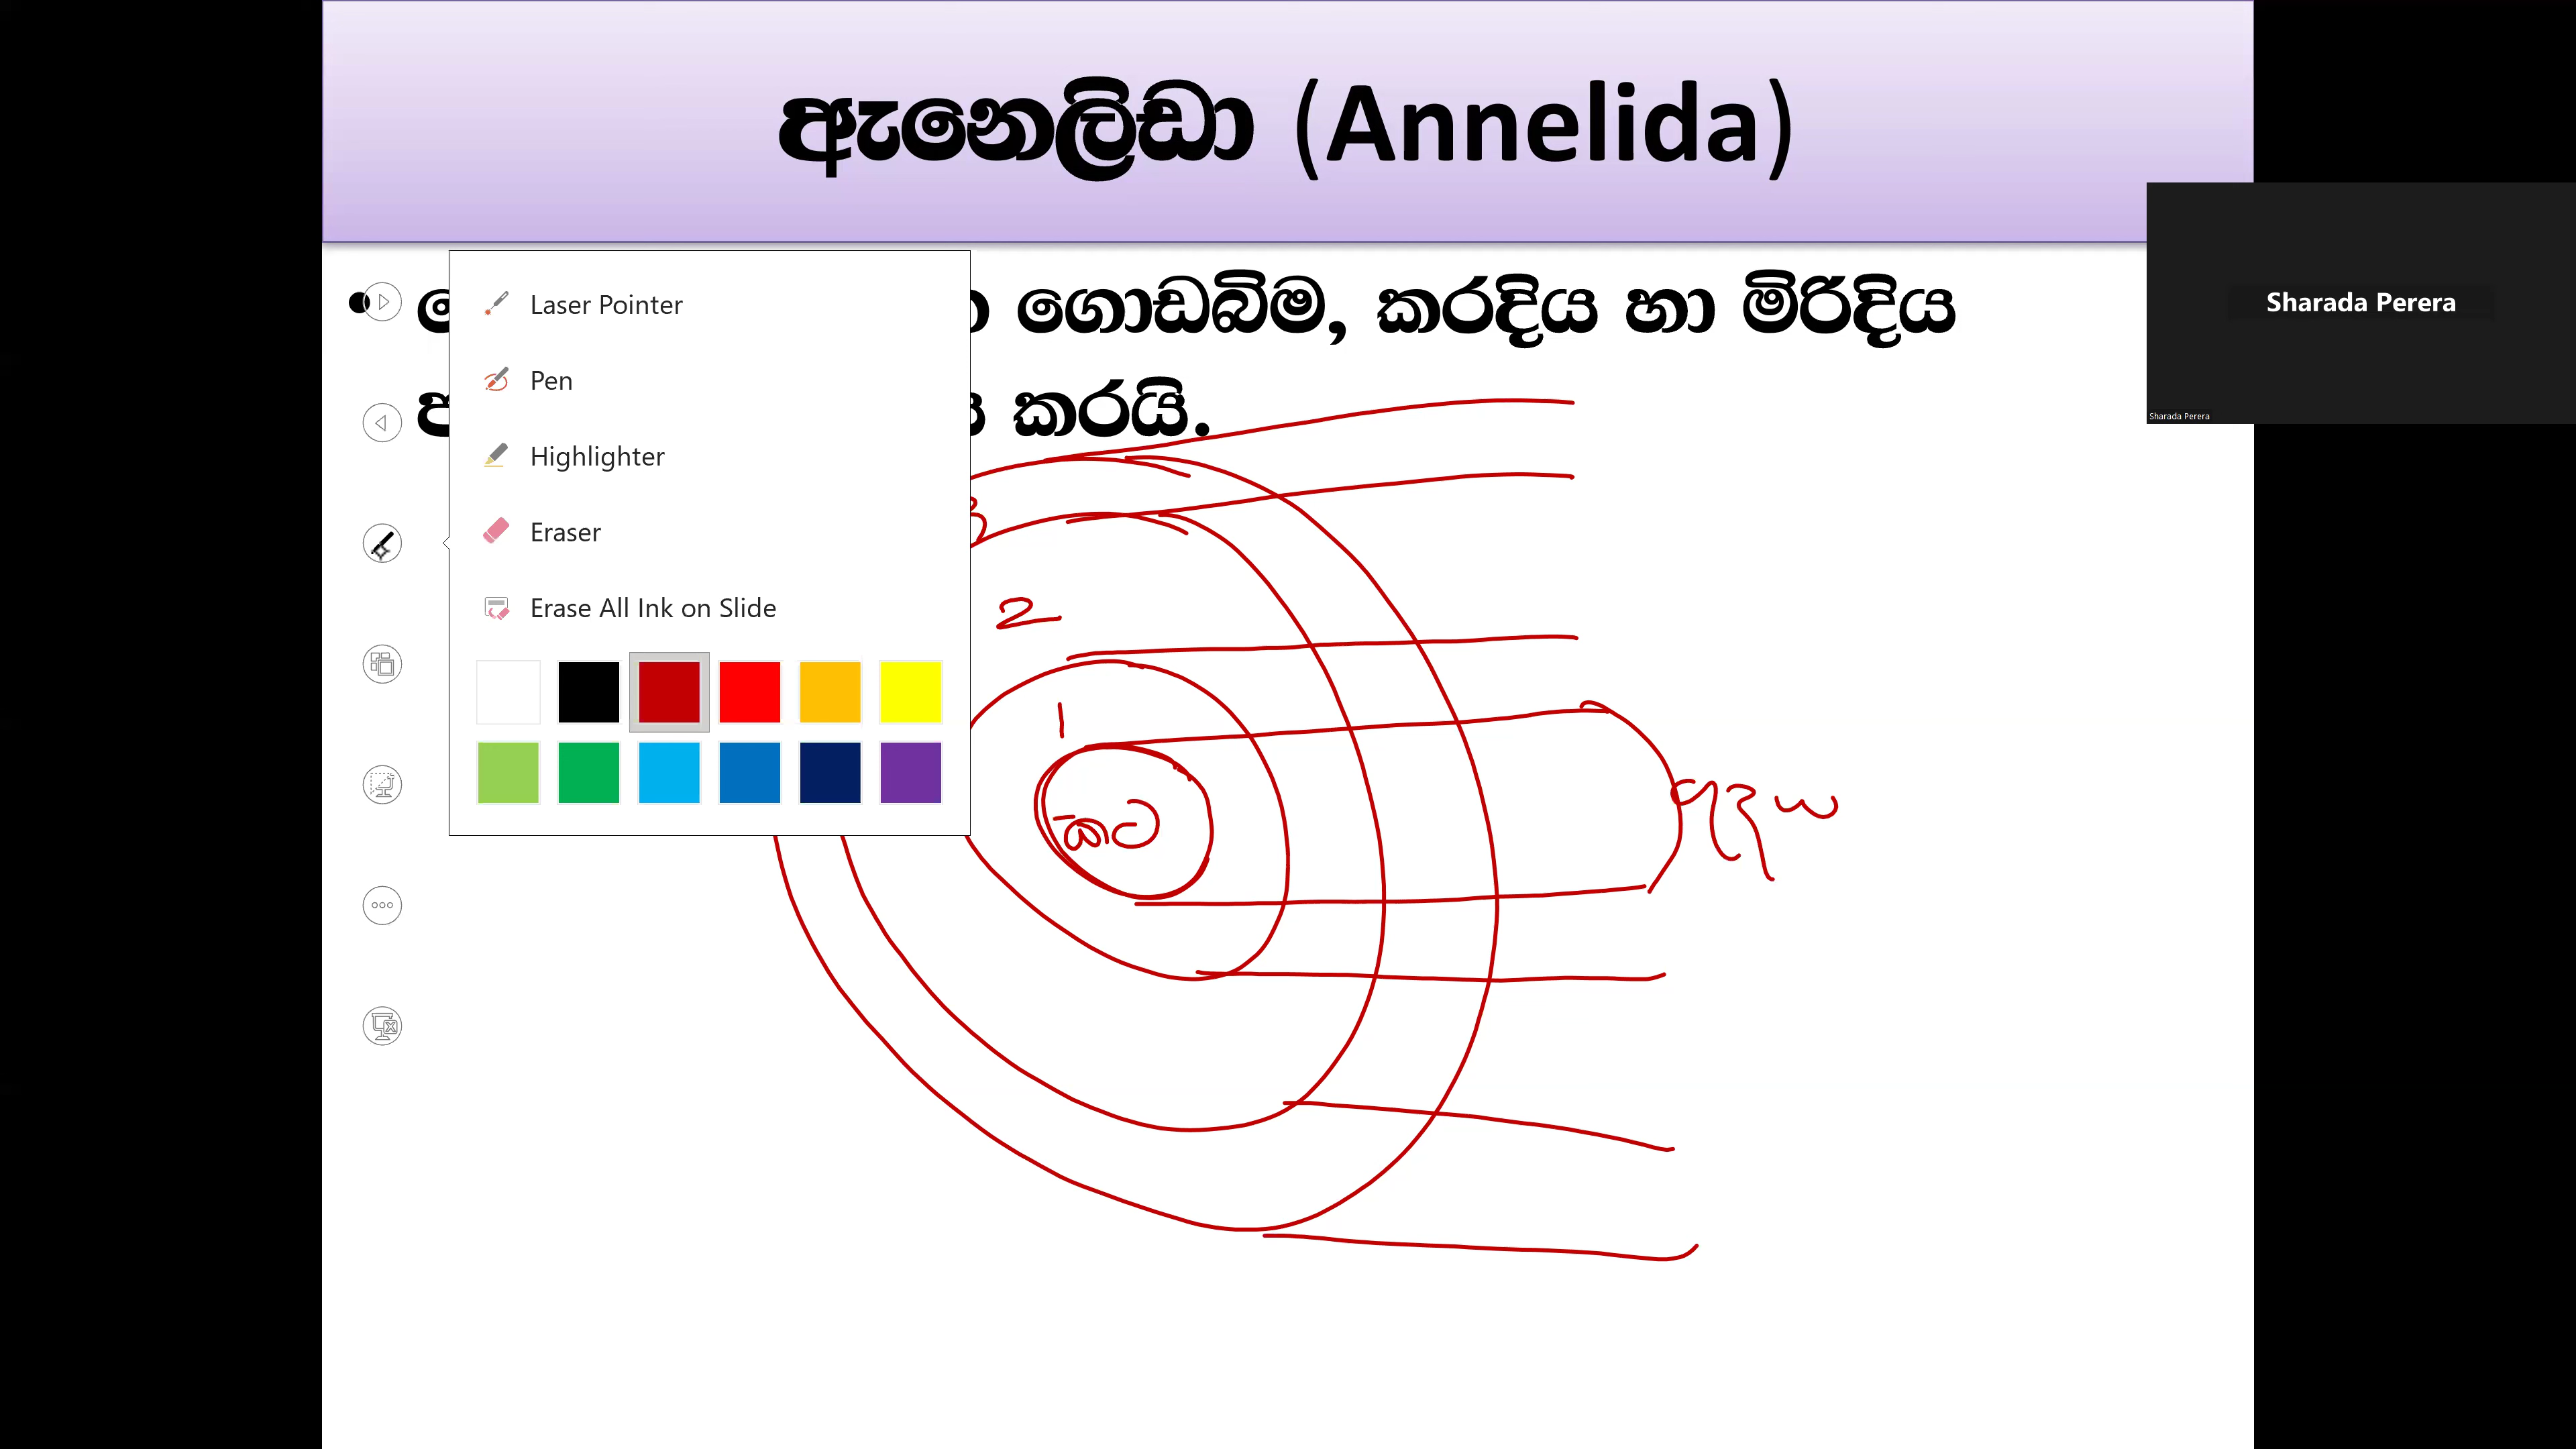 ඇනෙලිඩා (Annelida)
ගොඩබිම, කරදිය හා මිරිදිය
කරයි.
Laser Pointer
Pen
Highlighter
Eraser
Erase All Ink on Slide
Sharada Perera
Sharada Perera
3
2
1
කට